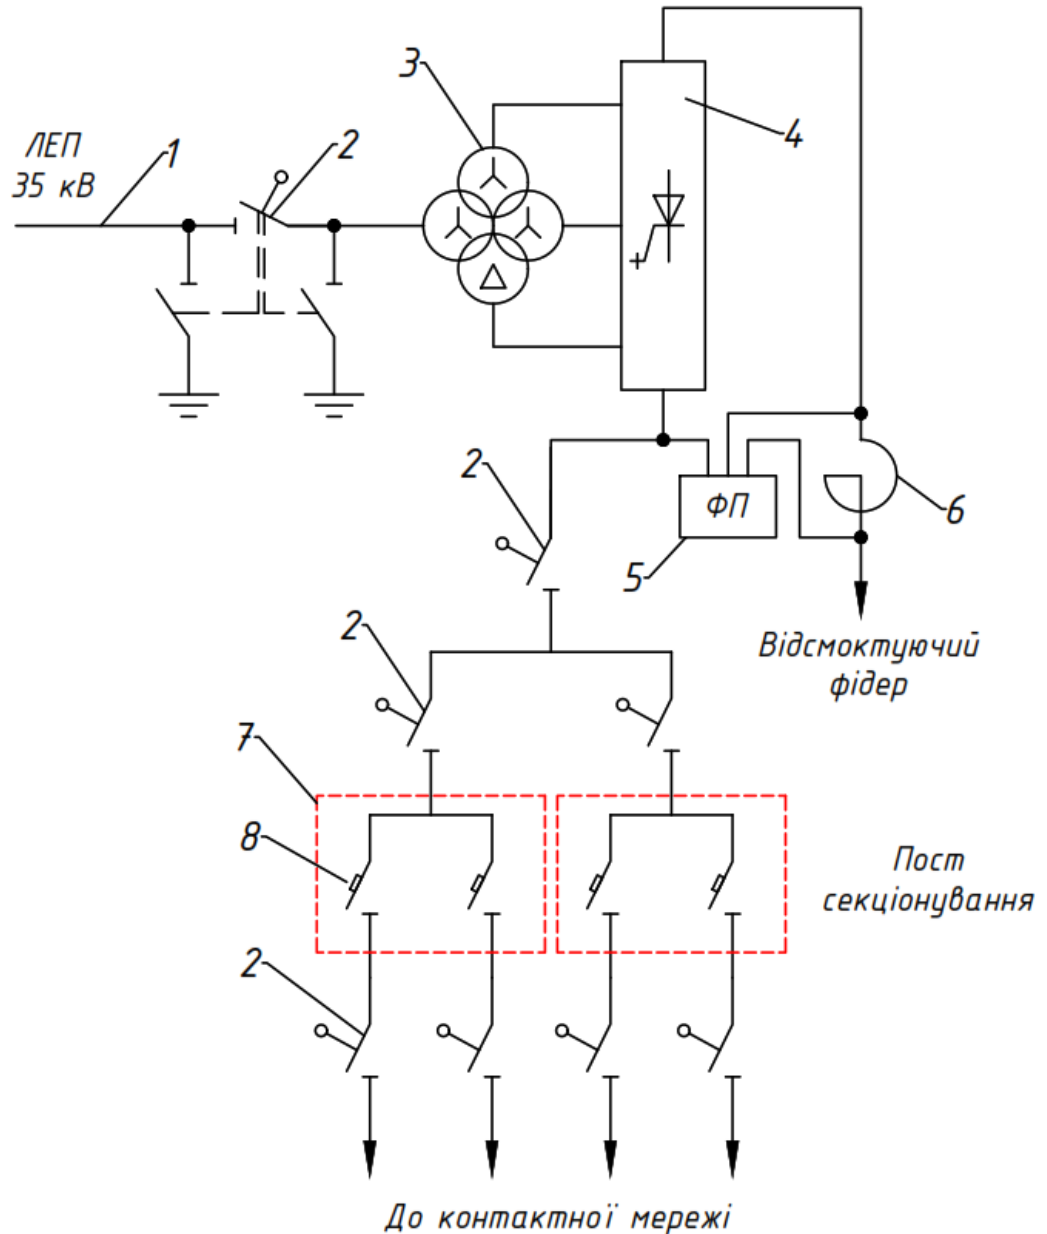 3
4
ЛЕП
35 кВ
1
2
2
ФП
6
5
2
Відсмоктуючий
фідер
7
8
Пост
секціонування
2
До контактної мережі